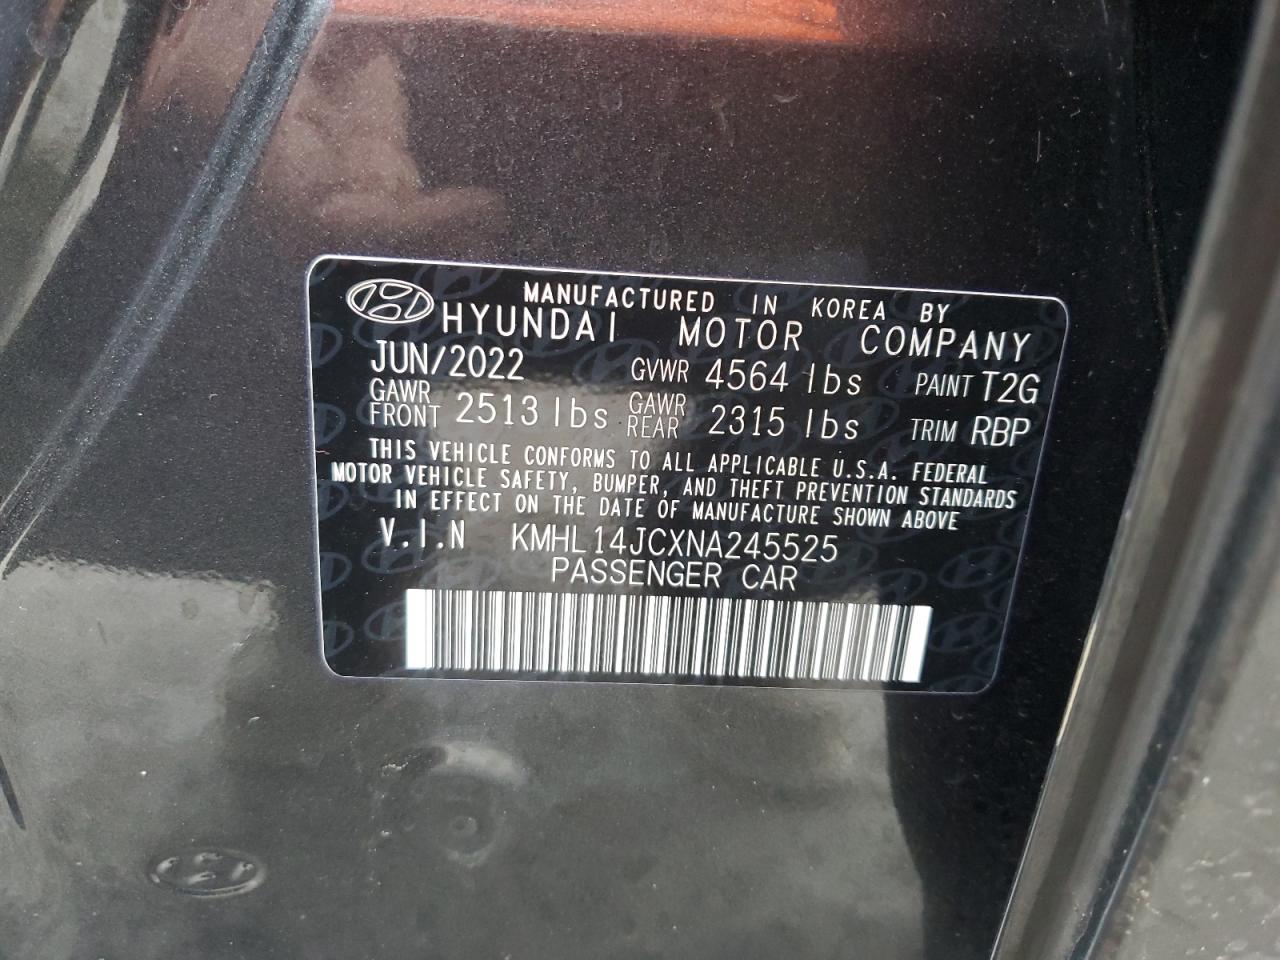 MANUFACTURED IN KOREA BY
HYUNDAI MOTOR COMPANY
JUN/2022 GVWR 4564 lbs PAINT T2G
GAWR FRONT 2513 lbs GAWR REAR 2315 lbs TRIM RBP
THIS VEHICLE CONFORMS TO ALL APPLICABLE U.S.A. FEDERAL
MOTOR VEHICLE SAFETY, BUMPER, AND THEFT PREVENTION STANDARDS
IN EFFECT ON THE DATE OF MANUFACTURE SHOWN ABOVE
V.I.N KMHL14JCXNA245525
PASSENGER CAR